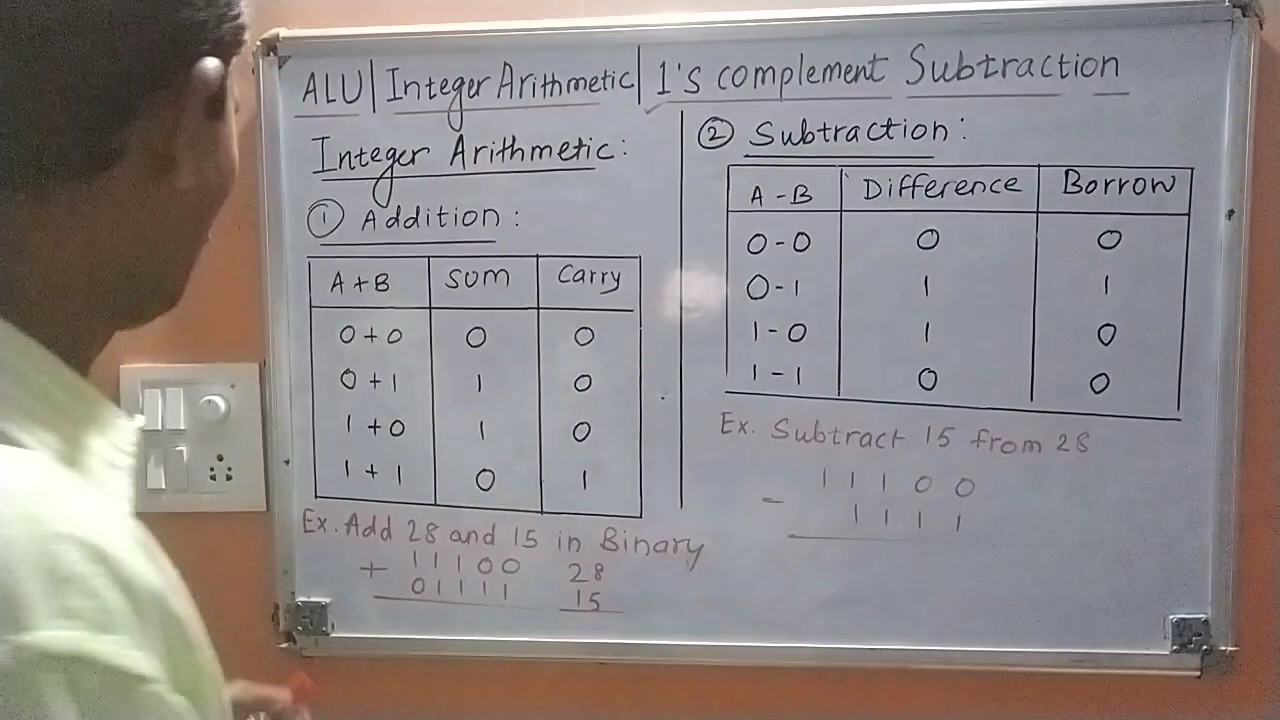 ALU | Integer Arithmetic | 1's complement Subtraction
Integer Arithmetic:
① Addition:
A+B Sum Carry
0+0 0 0
0+1 1 0
1+0 1 0
1+1 0 1
Ex. Add 28 and 15 in Binary
+ 11100 28
01111 15
② Subtraction:
A-B Difference Borrow
0-0 0 0
0-1 1 1
1-0 1 0
1-1 0 0
Ex. Subtract 15 from 28
11100
- 1111